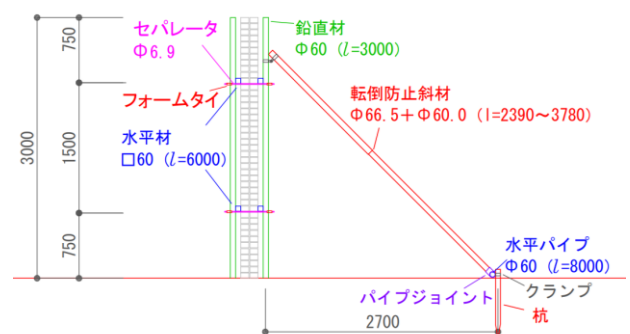 セパレータ
Φ6.9
フォームタイ
水平材
□60 (l=6000)
鉛直材
Φ60 (l=3000)
転倒防止斜材
Φ66.5+Φ60.0 (l=2390～3780)
水平パイプ
Φ60 (l=8000)
クランプ
パイプジョイント
杭
3000
750
1500
750
2700